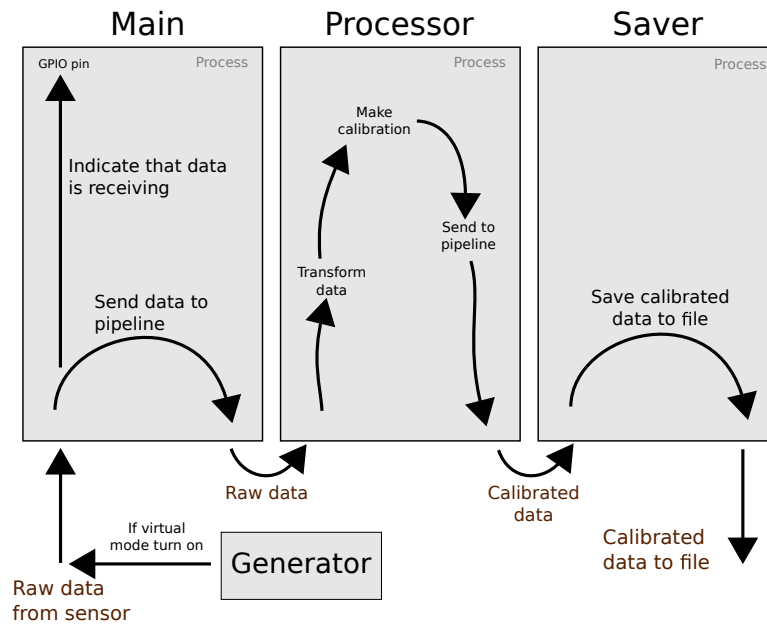 Main
Processor
Saver
GPIO pin
Process
Indicate that data
is receiving
Send data to
pipeline
Process
Make
calibration
Send to
pipeline
Transform
data
Process
Save calibrated
data to file
Raw data
Calibrated
data
If virtual
mode turn on
Generator
Raw data
from sensor
Calibrated
data to file